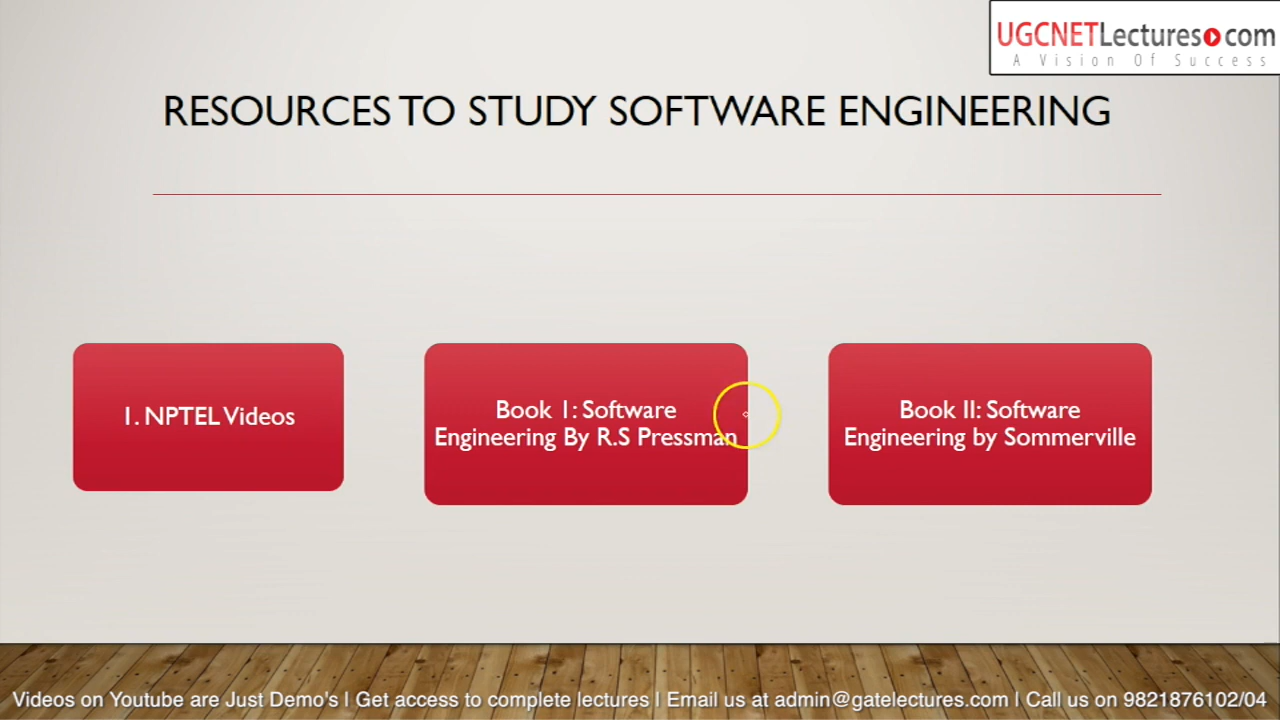 UGCNETLectures.com
A Vision Of Success
RESOURCES TO STUDY SOFTWARE ENGINEERING
1. NPTEL Videos
Book 1: Software
Engineering By R.S Pressman
Book II: Software
Engineering by Sommerville
Videos on Youtube are Just Demo's | Get access to complete lectures | Email us at admin@gatelectures.com | Call us on 9821876102/04